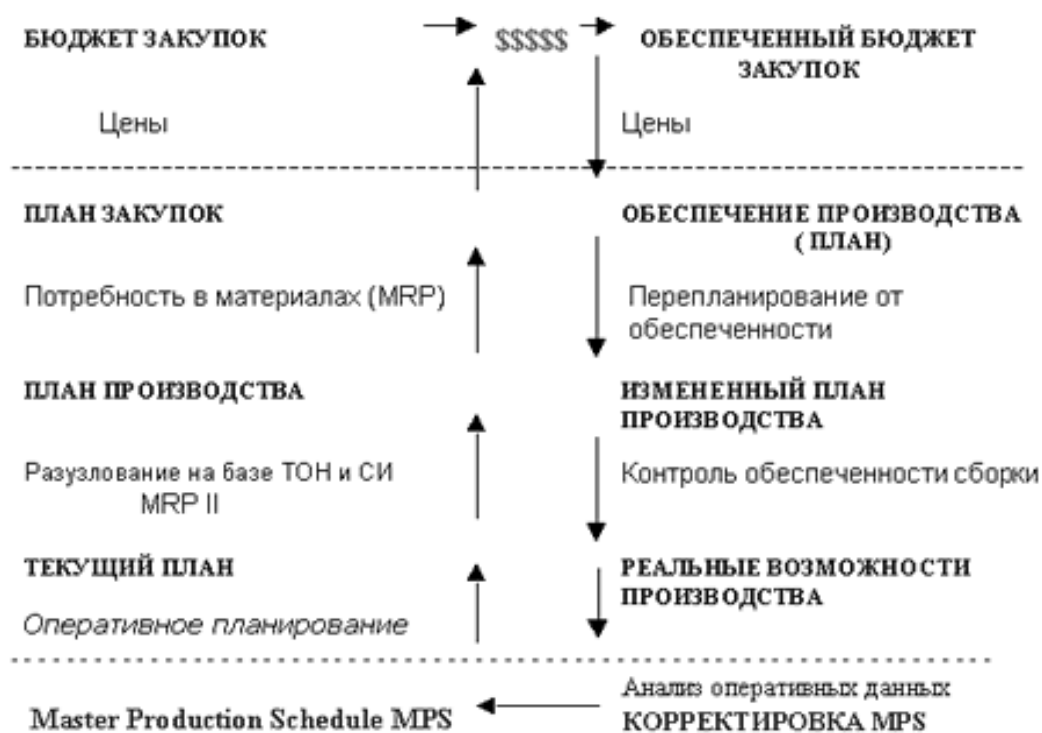 БЮДЖЕТ ЗАКУПОК
$$$$$
ОБЕСПЕЧЕННЫЙ БЮДЖЕТ
ЗАКУПОК
Цены
Цены
ПЛАН ЗАКУПОК
ОБЕСПЕЧЕНИЕ ПРОИЗВОДСТВА
( ПЛАН)
Потребность в материалах (MRP)
Перепланирование от
обеспеченности
ПЛАН ПРОИЗВОДСТВА
ИЗМЕНЕННЫЙ ПЛАН
ПРОИЗВОДСТВА
Разузлование на базе ТОН и СИ
MRP II
Контроль обеспеченности сборки
ТЕКУЩИЙ ПЛАН
РЕАЛЬНЫЕ ВОЗМОЖНОСТИ
ПРОИЗВОДСТВА
Оперативное планирование
Анализ оперативных данных
Master Production Schedule MPS
КОРРЕКТИРОВКА MPS